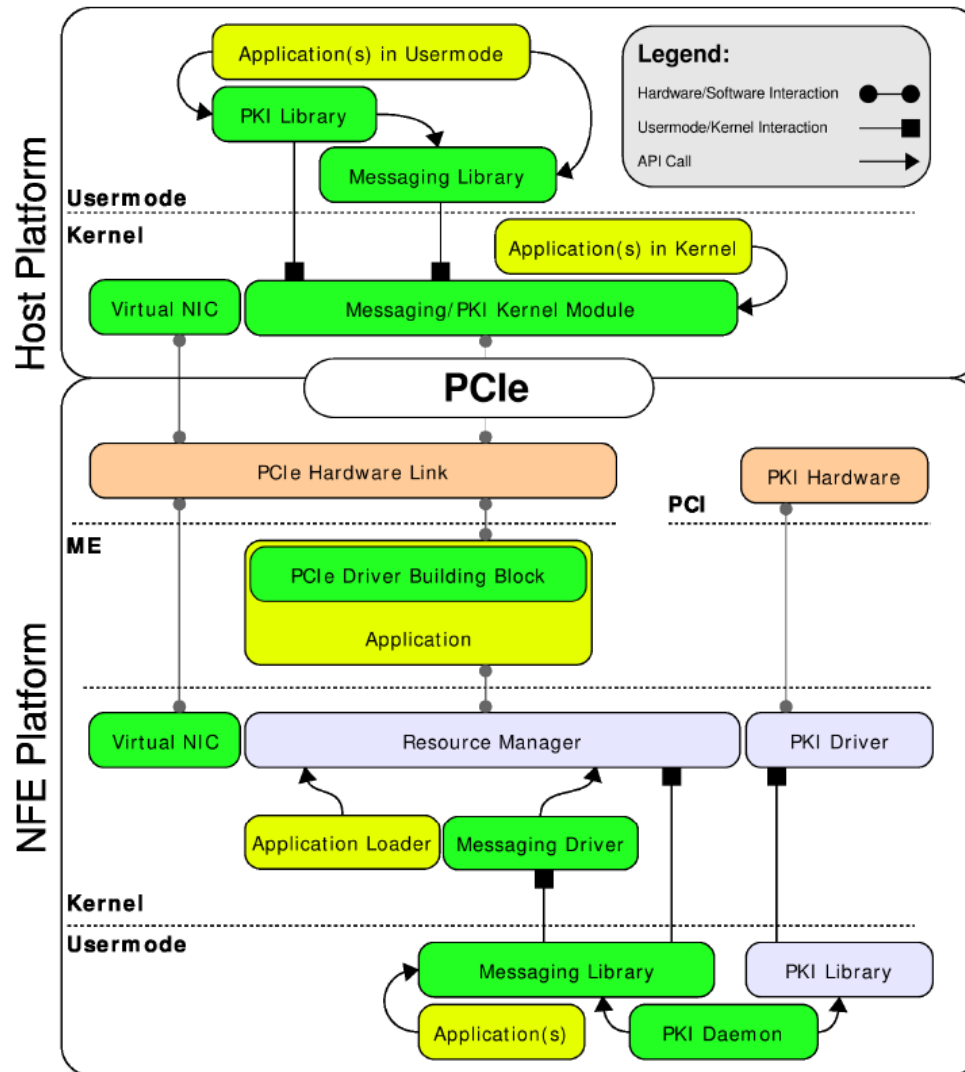 Application(s) in Usermode
Legend:
Hardware/Software Interaction
PKI Library
Usermode/Kernel Interaction
API Call
Messaging Library
Usermode
Kernel
Application(s) in Kernel
Virtual NIC
Messaging/PKI Kernel Module
Host Platform
PCIe
PCIe Hardware Link
PKI Hardware
PCI
ME
PCIe Driver Building Block
Application
Virtual NIC
Resource Manager
PKI Driver
NFE Platform
Application Loader
Messaging Driver
Kernel
Usermode
Messaging Library
PKI Library
Application(s)
PKI Daemon